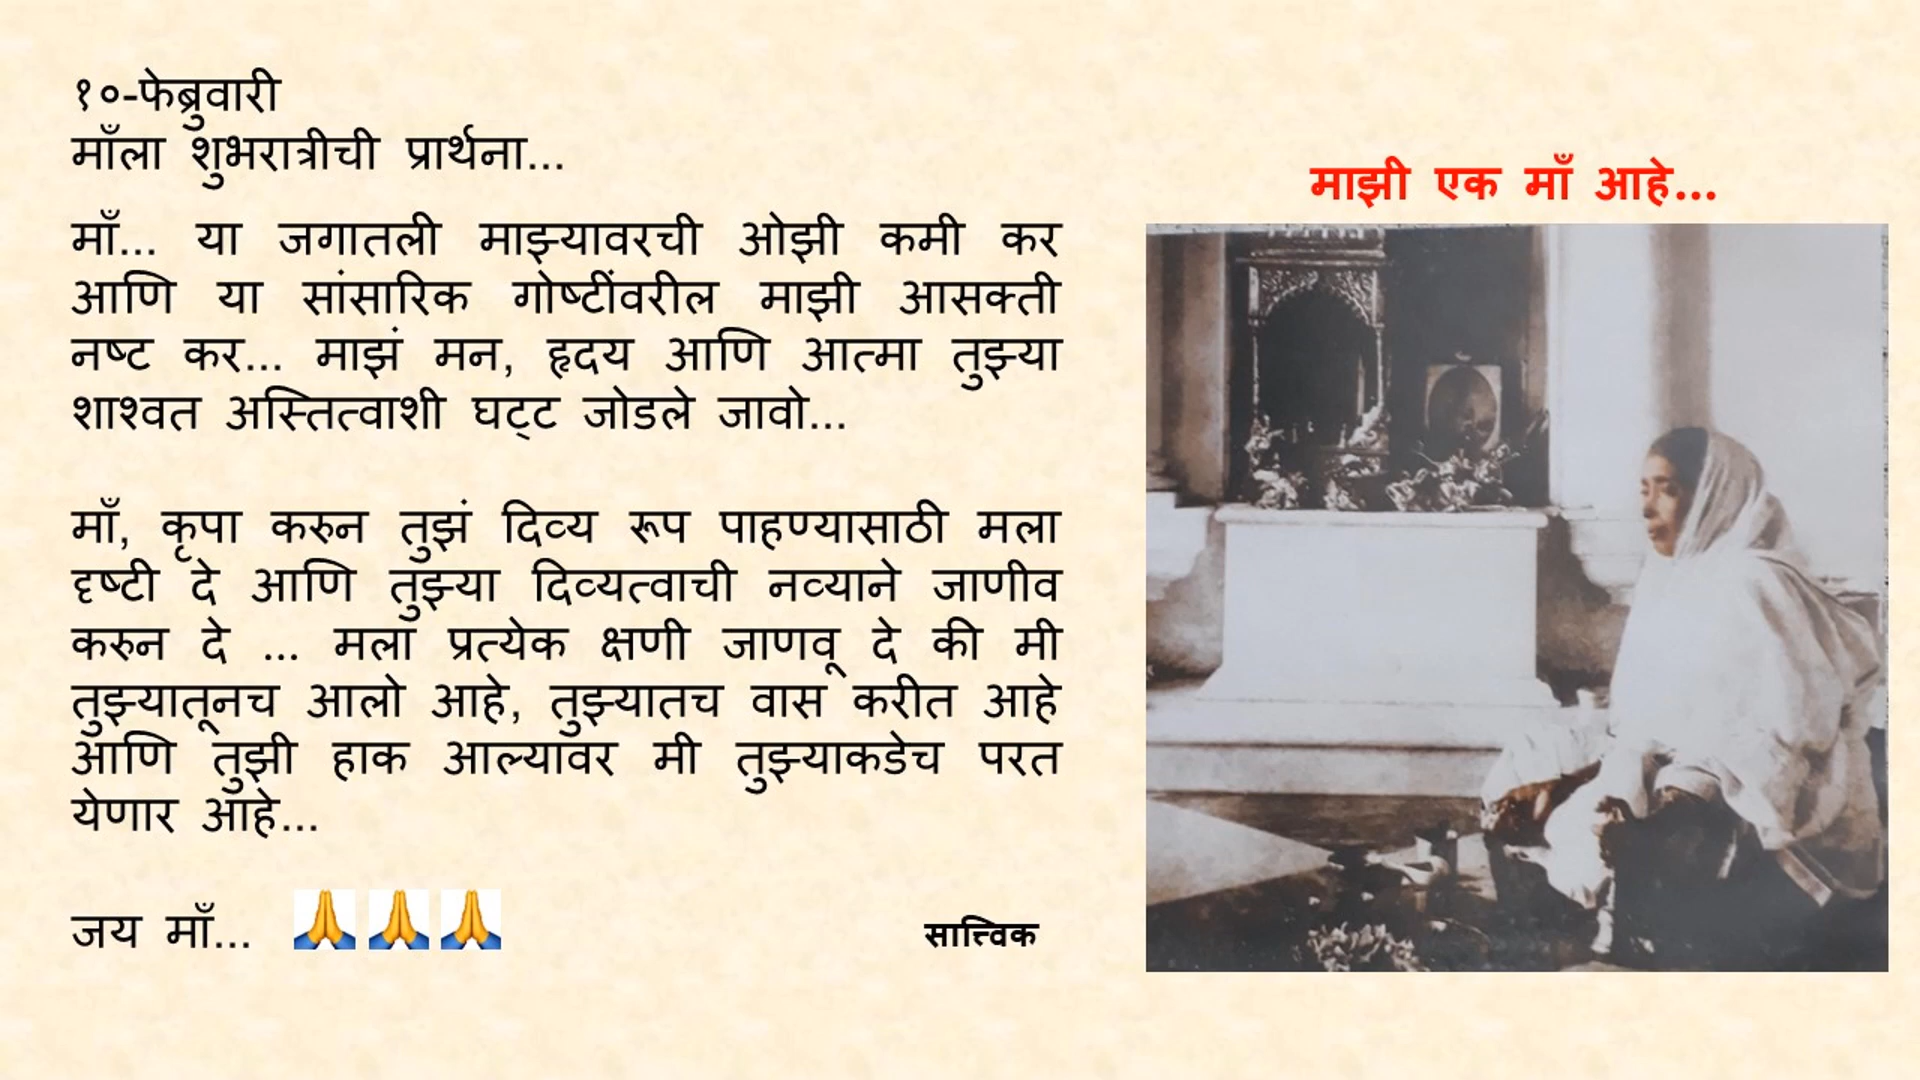 १०-फेब्रुवारी
माँला शुभरात्रीची प्रार्थना...
माँ... या जगातली माझ्यावरची ओझी कमी कर
आणि या सांसारिक गोष्टींवरील माझी आसक्ती
नष्ट कर... माझं मन, हृदय आणि आत्मा तुझ्या
शाश्वत अस्तित्वाशी घट्ट जोडले जावो...
माँ, कृपा करुन तुझं दिव्य रूप पाहण्यासाठी मला
दृष्टी दे आणि तुझ्या दिव्यत्वाची नव्याने जाणीव
करुन दे ... मला प्रत्येक क्षणी जाणवू दे की मी
तुझ्यातूनच आलो आहे, तुझ्यातच वास करीत आहे
आणि तुझी हाक आल्यावर मी तुझ्याकडेच परत
येणार आहे...
जय माँ... 🙏🙏🙏
सात्त्विक
माझी एक माँ आहे...